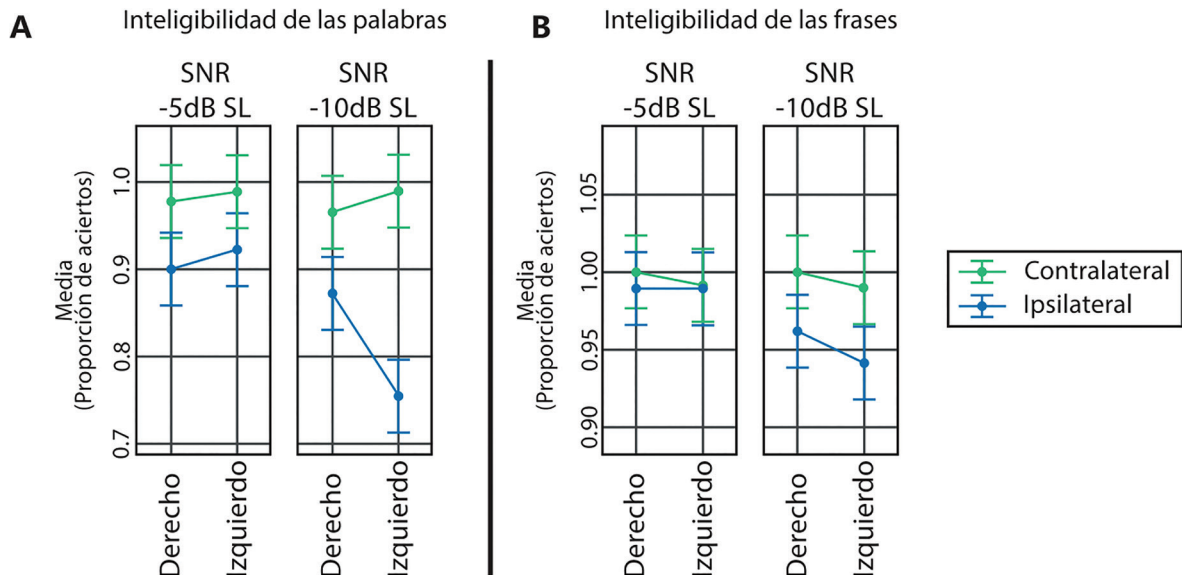 A
Inteligibilidad de las palabras
SNR
-5dB SL
SNR
-10dB SL
Media
(Proporción de aciertos)
1.0
0.9
0.8
0.7
Derecho
Izquierdo
Derecho
Izquierdo
B
Inteligibilidad de las frases
SNR
-5dB SL
SNR
-10dB SL
Media
(Proporción de aciertos)
1.05
1.00
0.95
0.90
Derecho
Izquierdo
Derecho
Izquierdo
Contralateral
Ipsilateral